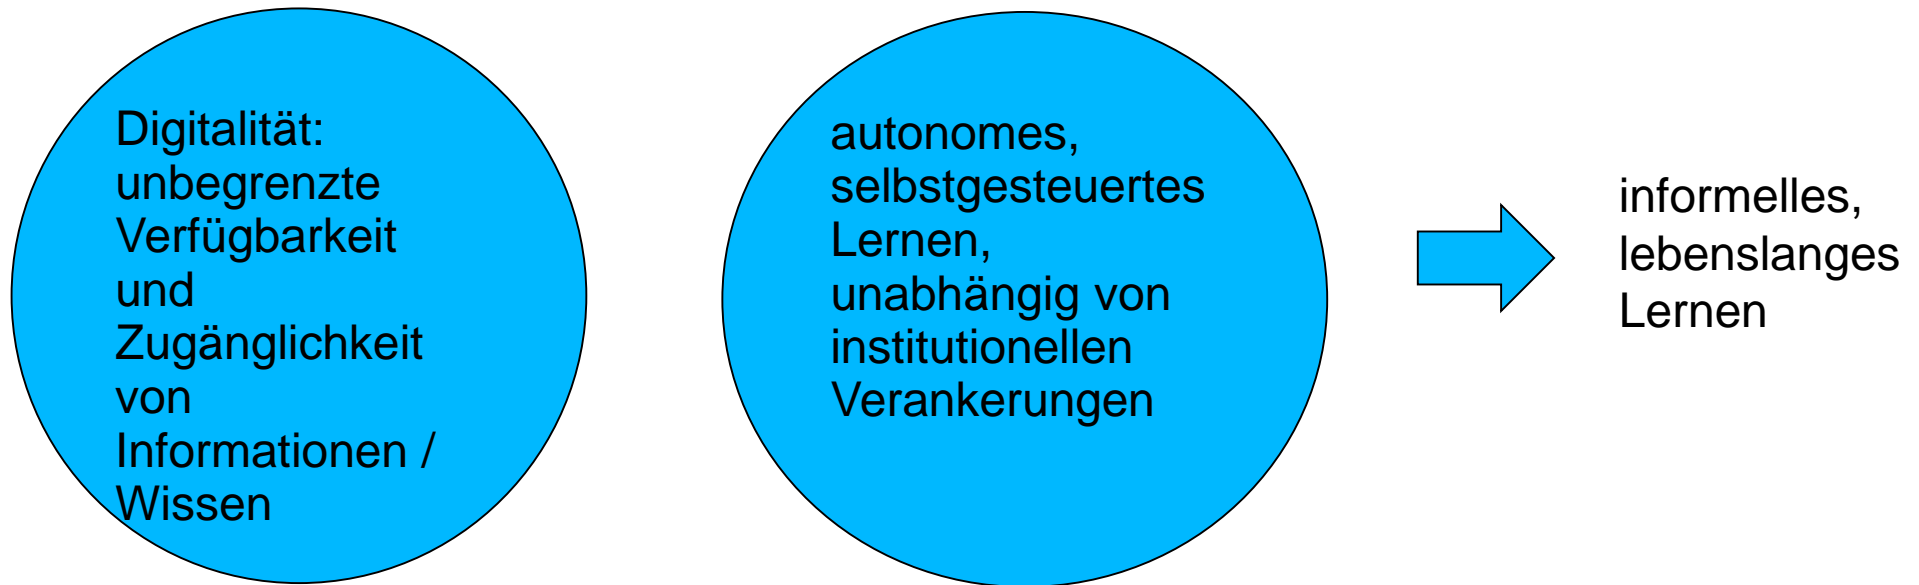 Digitalität:
unbegrenzte
Verfügbarkeit
und
Zugänglichkeit
von
Informationen /
Wissen
autonomes,
selbstgesteuertes
Lernen,
unabhängig von
institutionellen
Verankerungen
informelles,
lebenslanges
Lernen